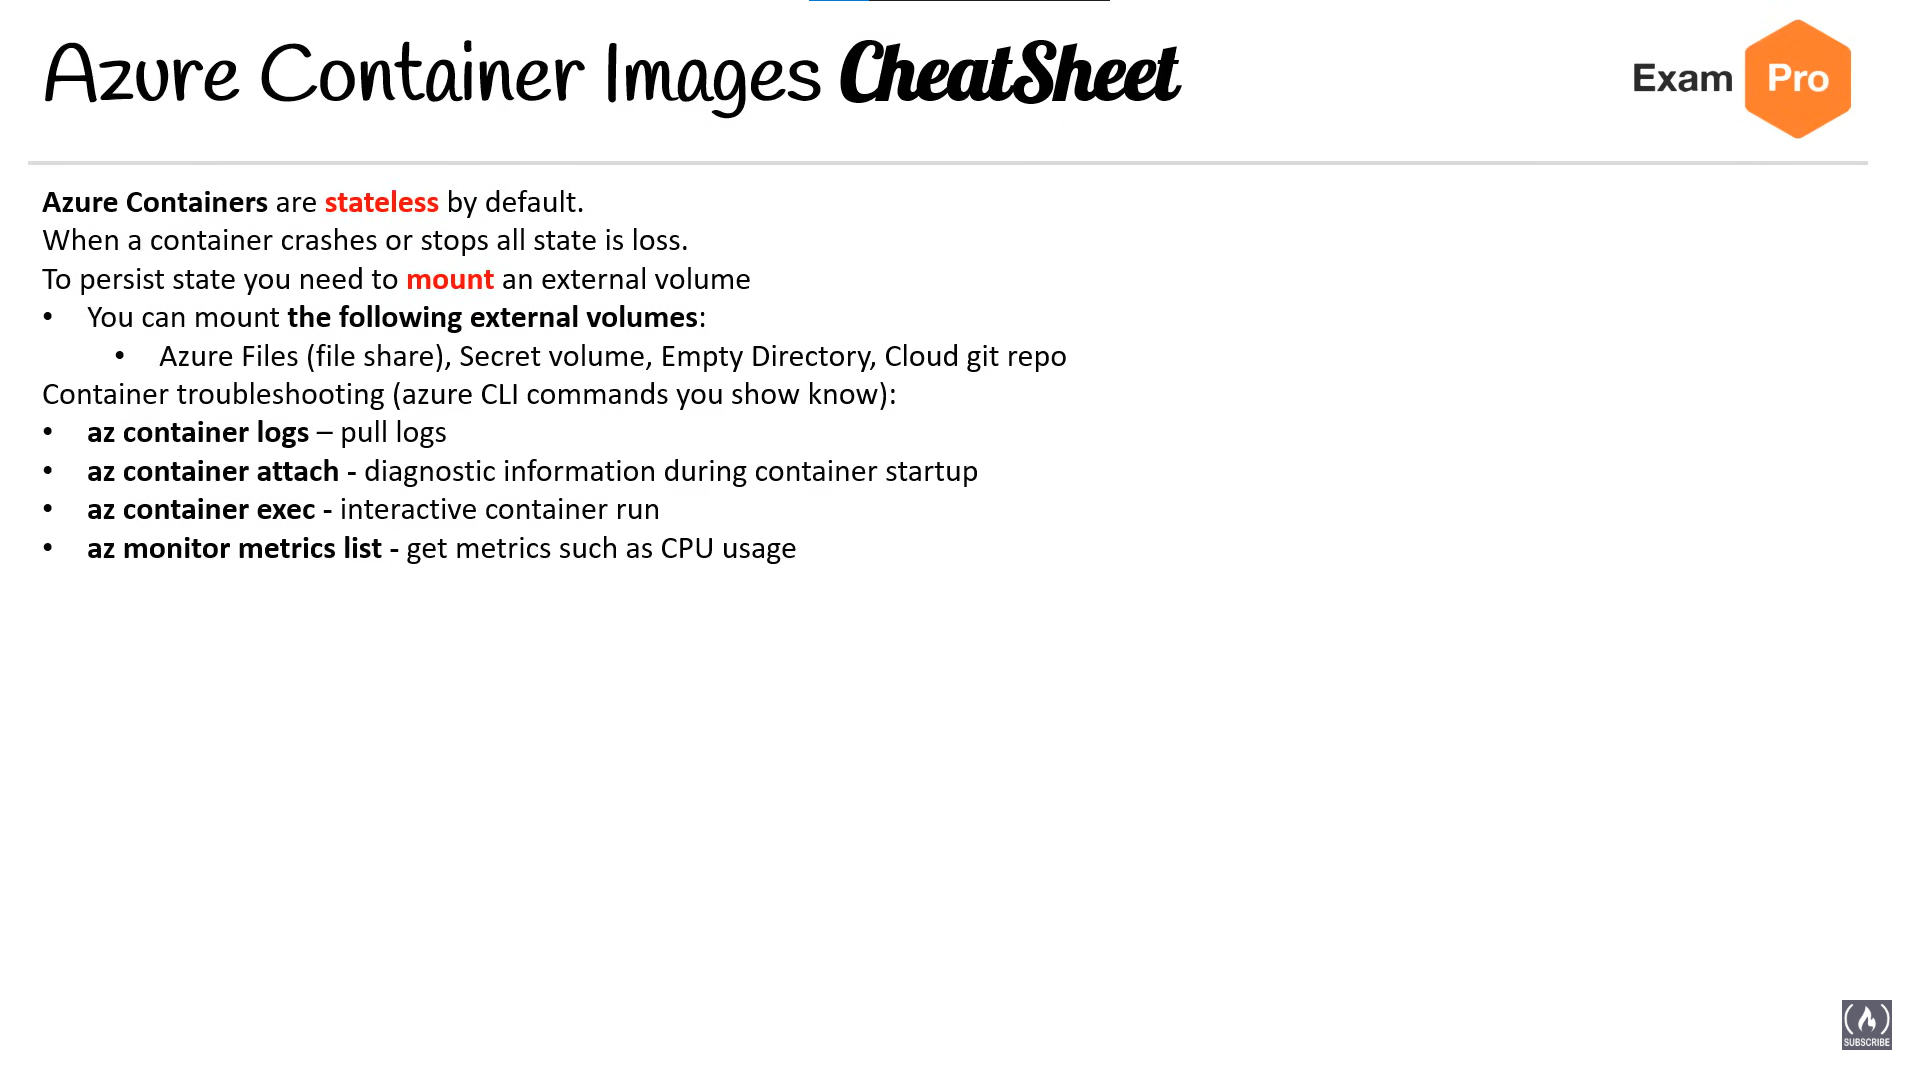 Azure Container Images CheatSheet
Exam Pro
Azure Containers are stateless by default.
When a container crashes or stops all state is loss.
To persist state you need to mount an external volume
• You can mount the following external volumes:
• Azure Files (file share), Secret volume, Empty Directory, Cloud git repo
Container troubleshooting (azure CLI commands you show know):
• az container logs – pull logs
• az container attach - diagnostic information during container startup
• az container exec - interactive container run
• az monitor metrics list - get metrics such as CPU usage
SUBSCRIBE